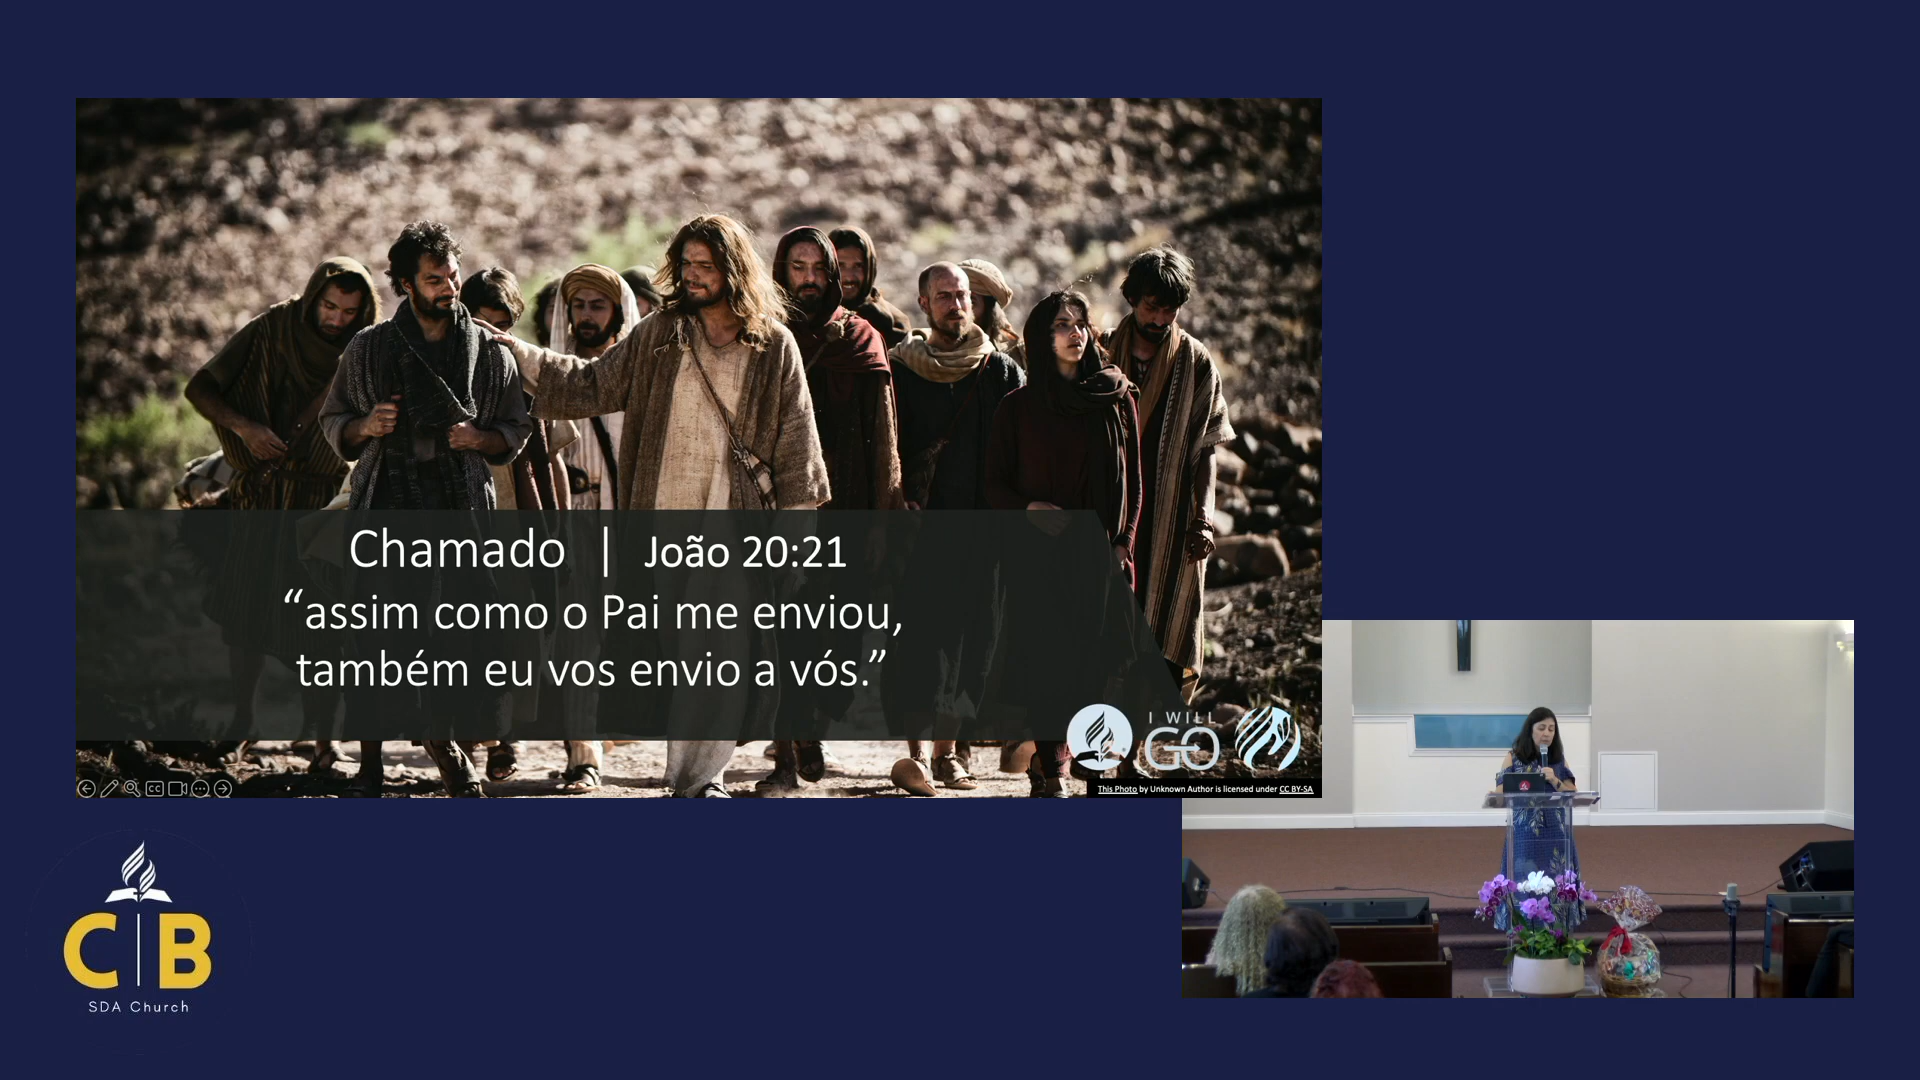 Chamado | João 20:21
“assim como o Pai me enviou,
também eu vos envio a vós.”
I WILL
GO
This Photo by Unknown Author is licensed under CC BY-SA
CC
C|B
SDA Church